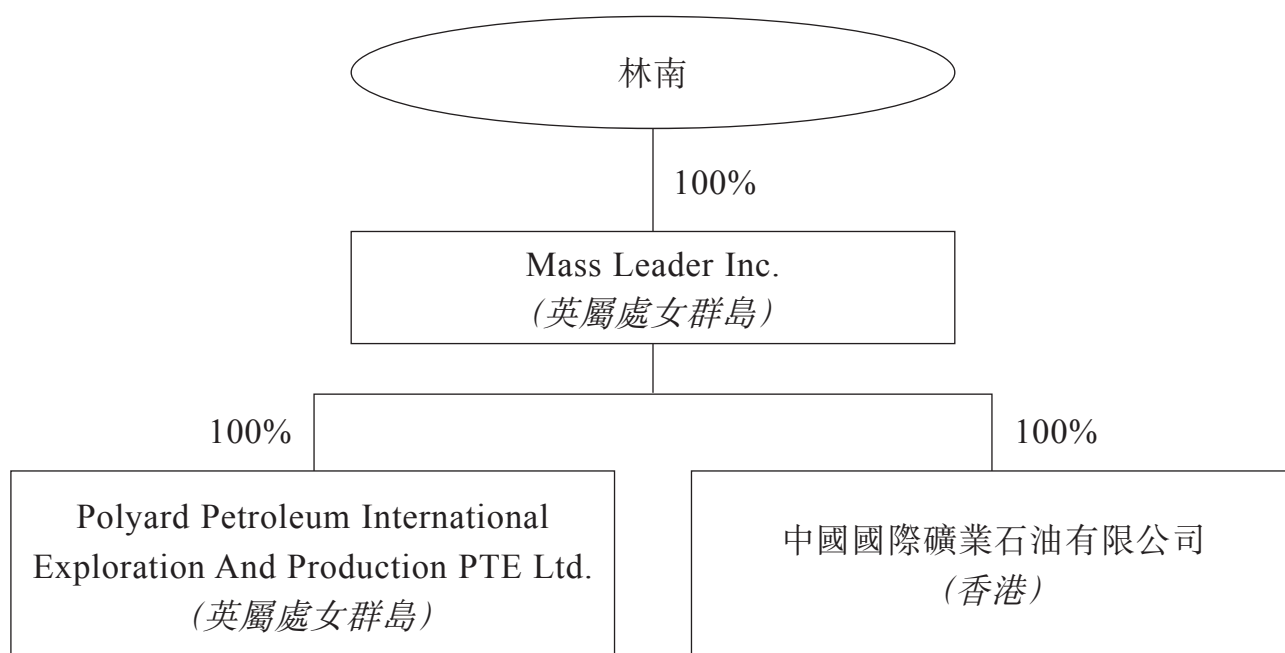 林南
100%
Mass Leader Inc.
(英屬處女群島)
100%
100%
Polyard Petroleum International
Exploration And Production PTE Ltd.
(英屬處女群島)
中國國際礦業石油有限公司
(香港)